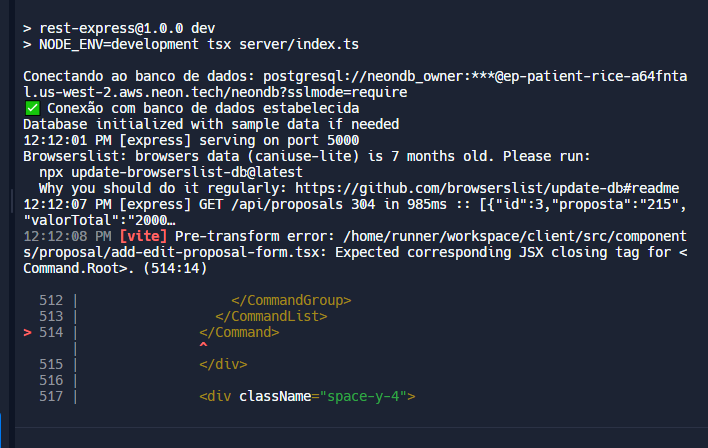 > rest-express@1.0.0 dev
> NODE_ENV=development tsx server/index.ts
Conectando ao banco de dados: postgresql://neondb_owner:***@ep-patient-rice-a64fnta
l.us-west-2.aws.neon.tech/neondb?sslmode=require
✅ Conexão com banco de dados estabelecida
Database initialized with sample data if needed
12:12:01 PM [express] serving on port 5000
Browserslist: browsers data (caniuse-lite) is 7 months old. Please run:
  npx update-browserslist-db@latest
  Why you should do it regularly: https://github.com/browserslist/update-db#readme
12:12:07 PM [express] GET /api/proposals 304 in 985ms :: [{"id":3,"proposta":"215",
"valorTotal":"2000…
12:12:08 PM [vite] Pre-transform error: /home/runner/workspace/client/src/component
s/proposal/add-edit-proposal-form.tsx: Expected corresponding JSX closing tag for <
Command.Root>. (514:14)
  512 |                   </CommandGroup>
  513 |                 </CommandList>
> 514 |               </Command>
      |               ^
  515 |               </div>
  516 |
  517 |               <div className="space-y-4">